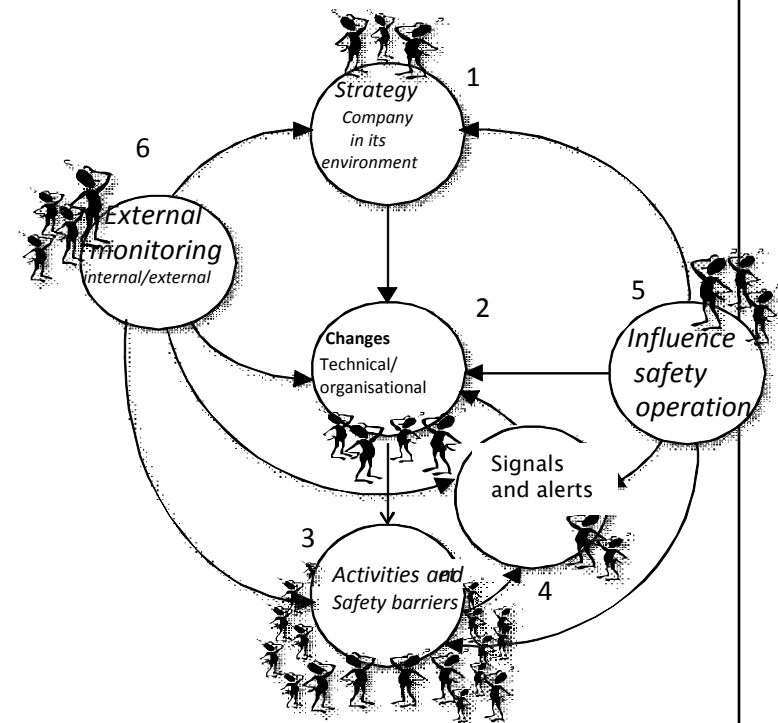 1
Strategy
Company
in its
environment
6
External
monitoring
internal/external
2
Changes
Technical/
organisational
5
Influence
safety
operation
Signals
and alerts
4
3
Activities and
Safety barriers